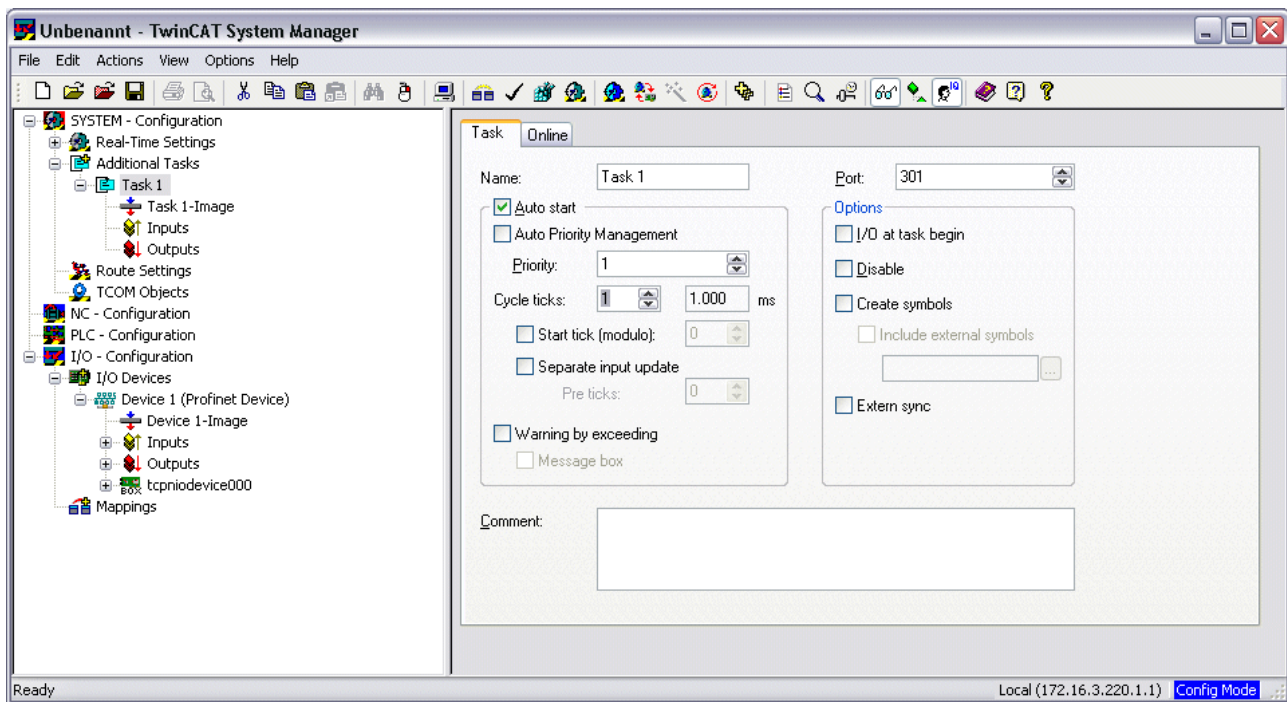 Unbenannt - TwinCAT System Manager
File Edit Actions View Options Help
SYSTEM - Configuration
Real-Time Settings
Additional Tasks
Task 1
Task 1-Image
Inputs
Outputs
Route Settings
TCOM Objects
NC - Configuration
PLC - Configuration
I/O - Configuration
I/O Devices
Device 1 (Profinet Device)
Device 1-Image
Inputs
Outputs
tcpniodevice000
Mappings
Task Online
Name: Task 1 Port: 301
Auto start
Auto Priority Management
Priority: 1
Cycle ticks: 1 1.000 ms
Start tick (modulo): 0
Separate input update
Pre ticks: 0
Warning by exceeding
Message box
Options
I/O at task begin
Disable
Create symbols
Include external symbols
...
Extern sync
Comment:
Ready Local (172.16.3.220.1.1) Config Mode